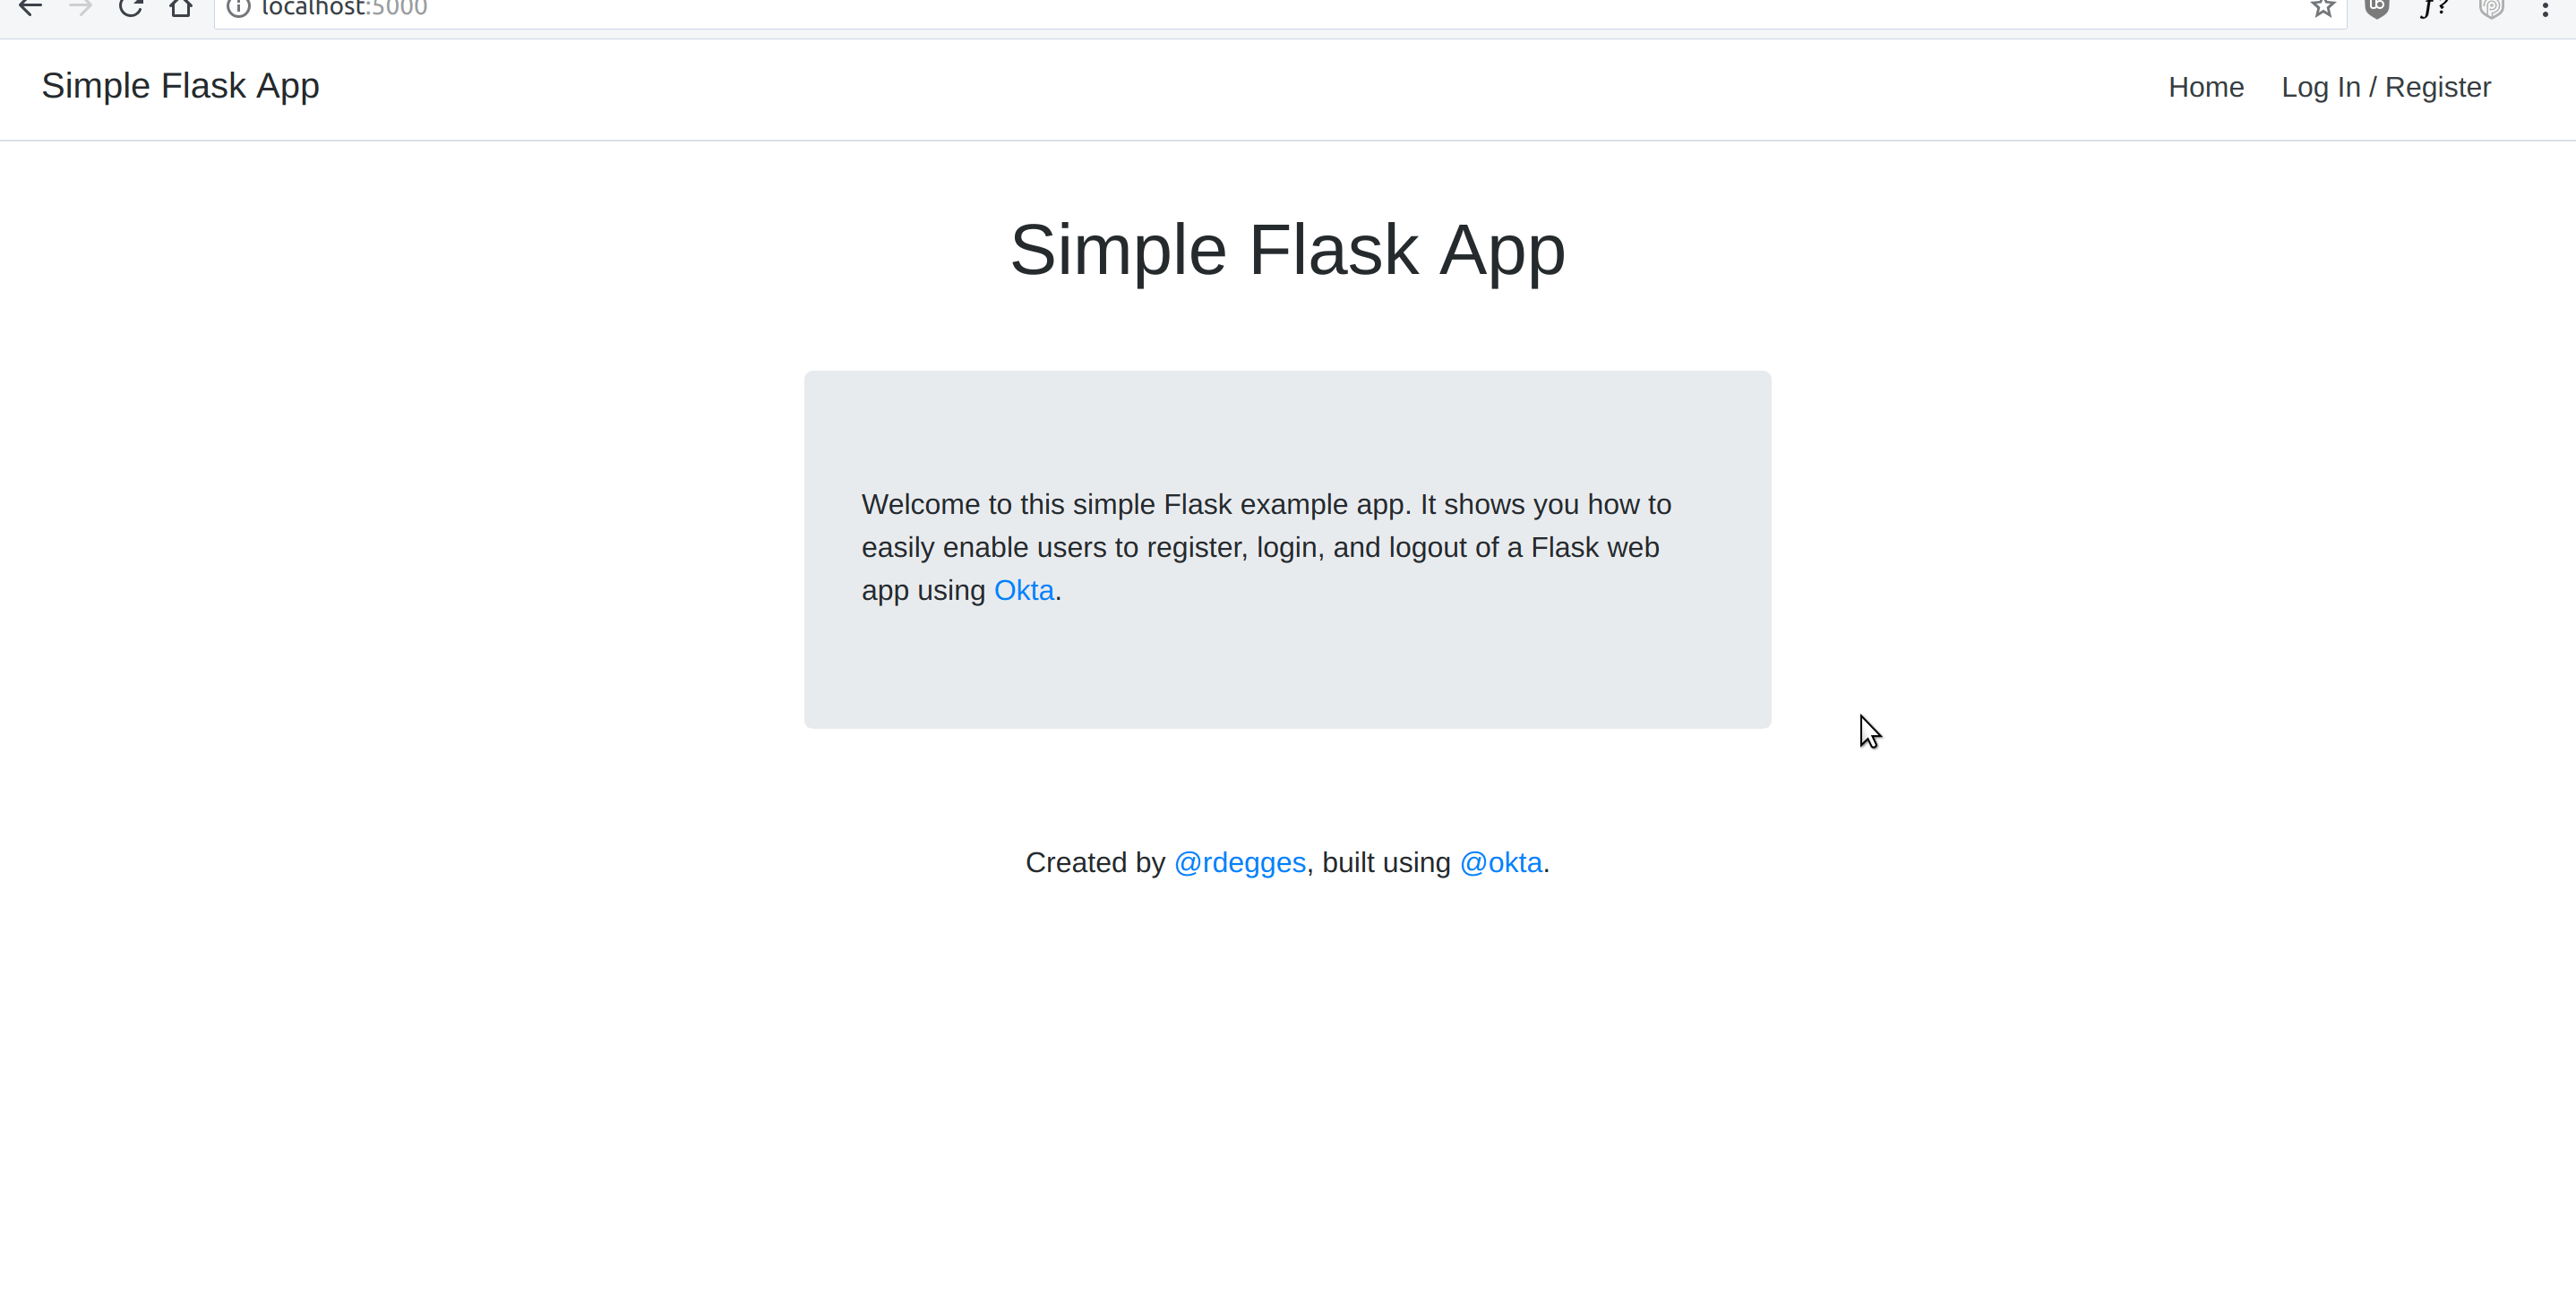 localhost:5000
Simple Flask App
Home Log In / Register
Simple Flask App
Welcome to this simple Flask example app. It shows you how to
easily enable users to register, login, and logout of a Flask web
app using Okta.
Created by @rdegges, built using @okta.